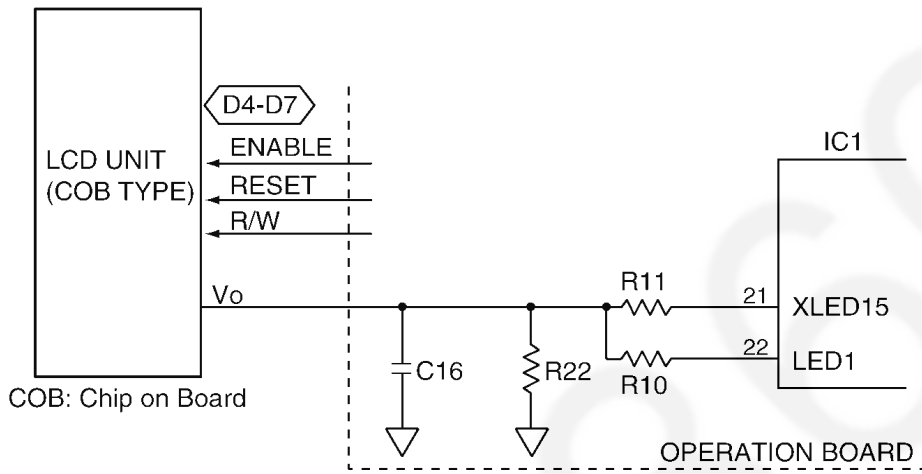 D4-D7
ENABLE
LCD UNIT
(COB TYPE)
RESET
R/W
IC1
Vo
R11
21
XLED15
C16
R22
R10
22
LED1
COB: Chip on Board
OPERATION BOARD